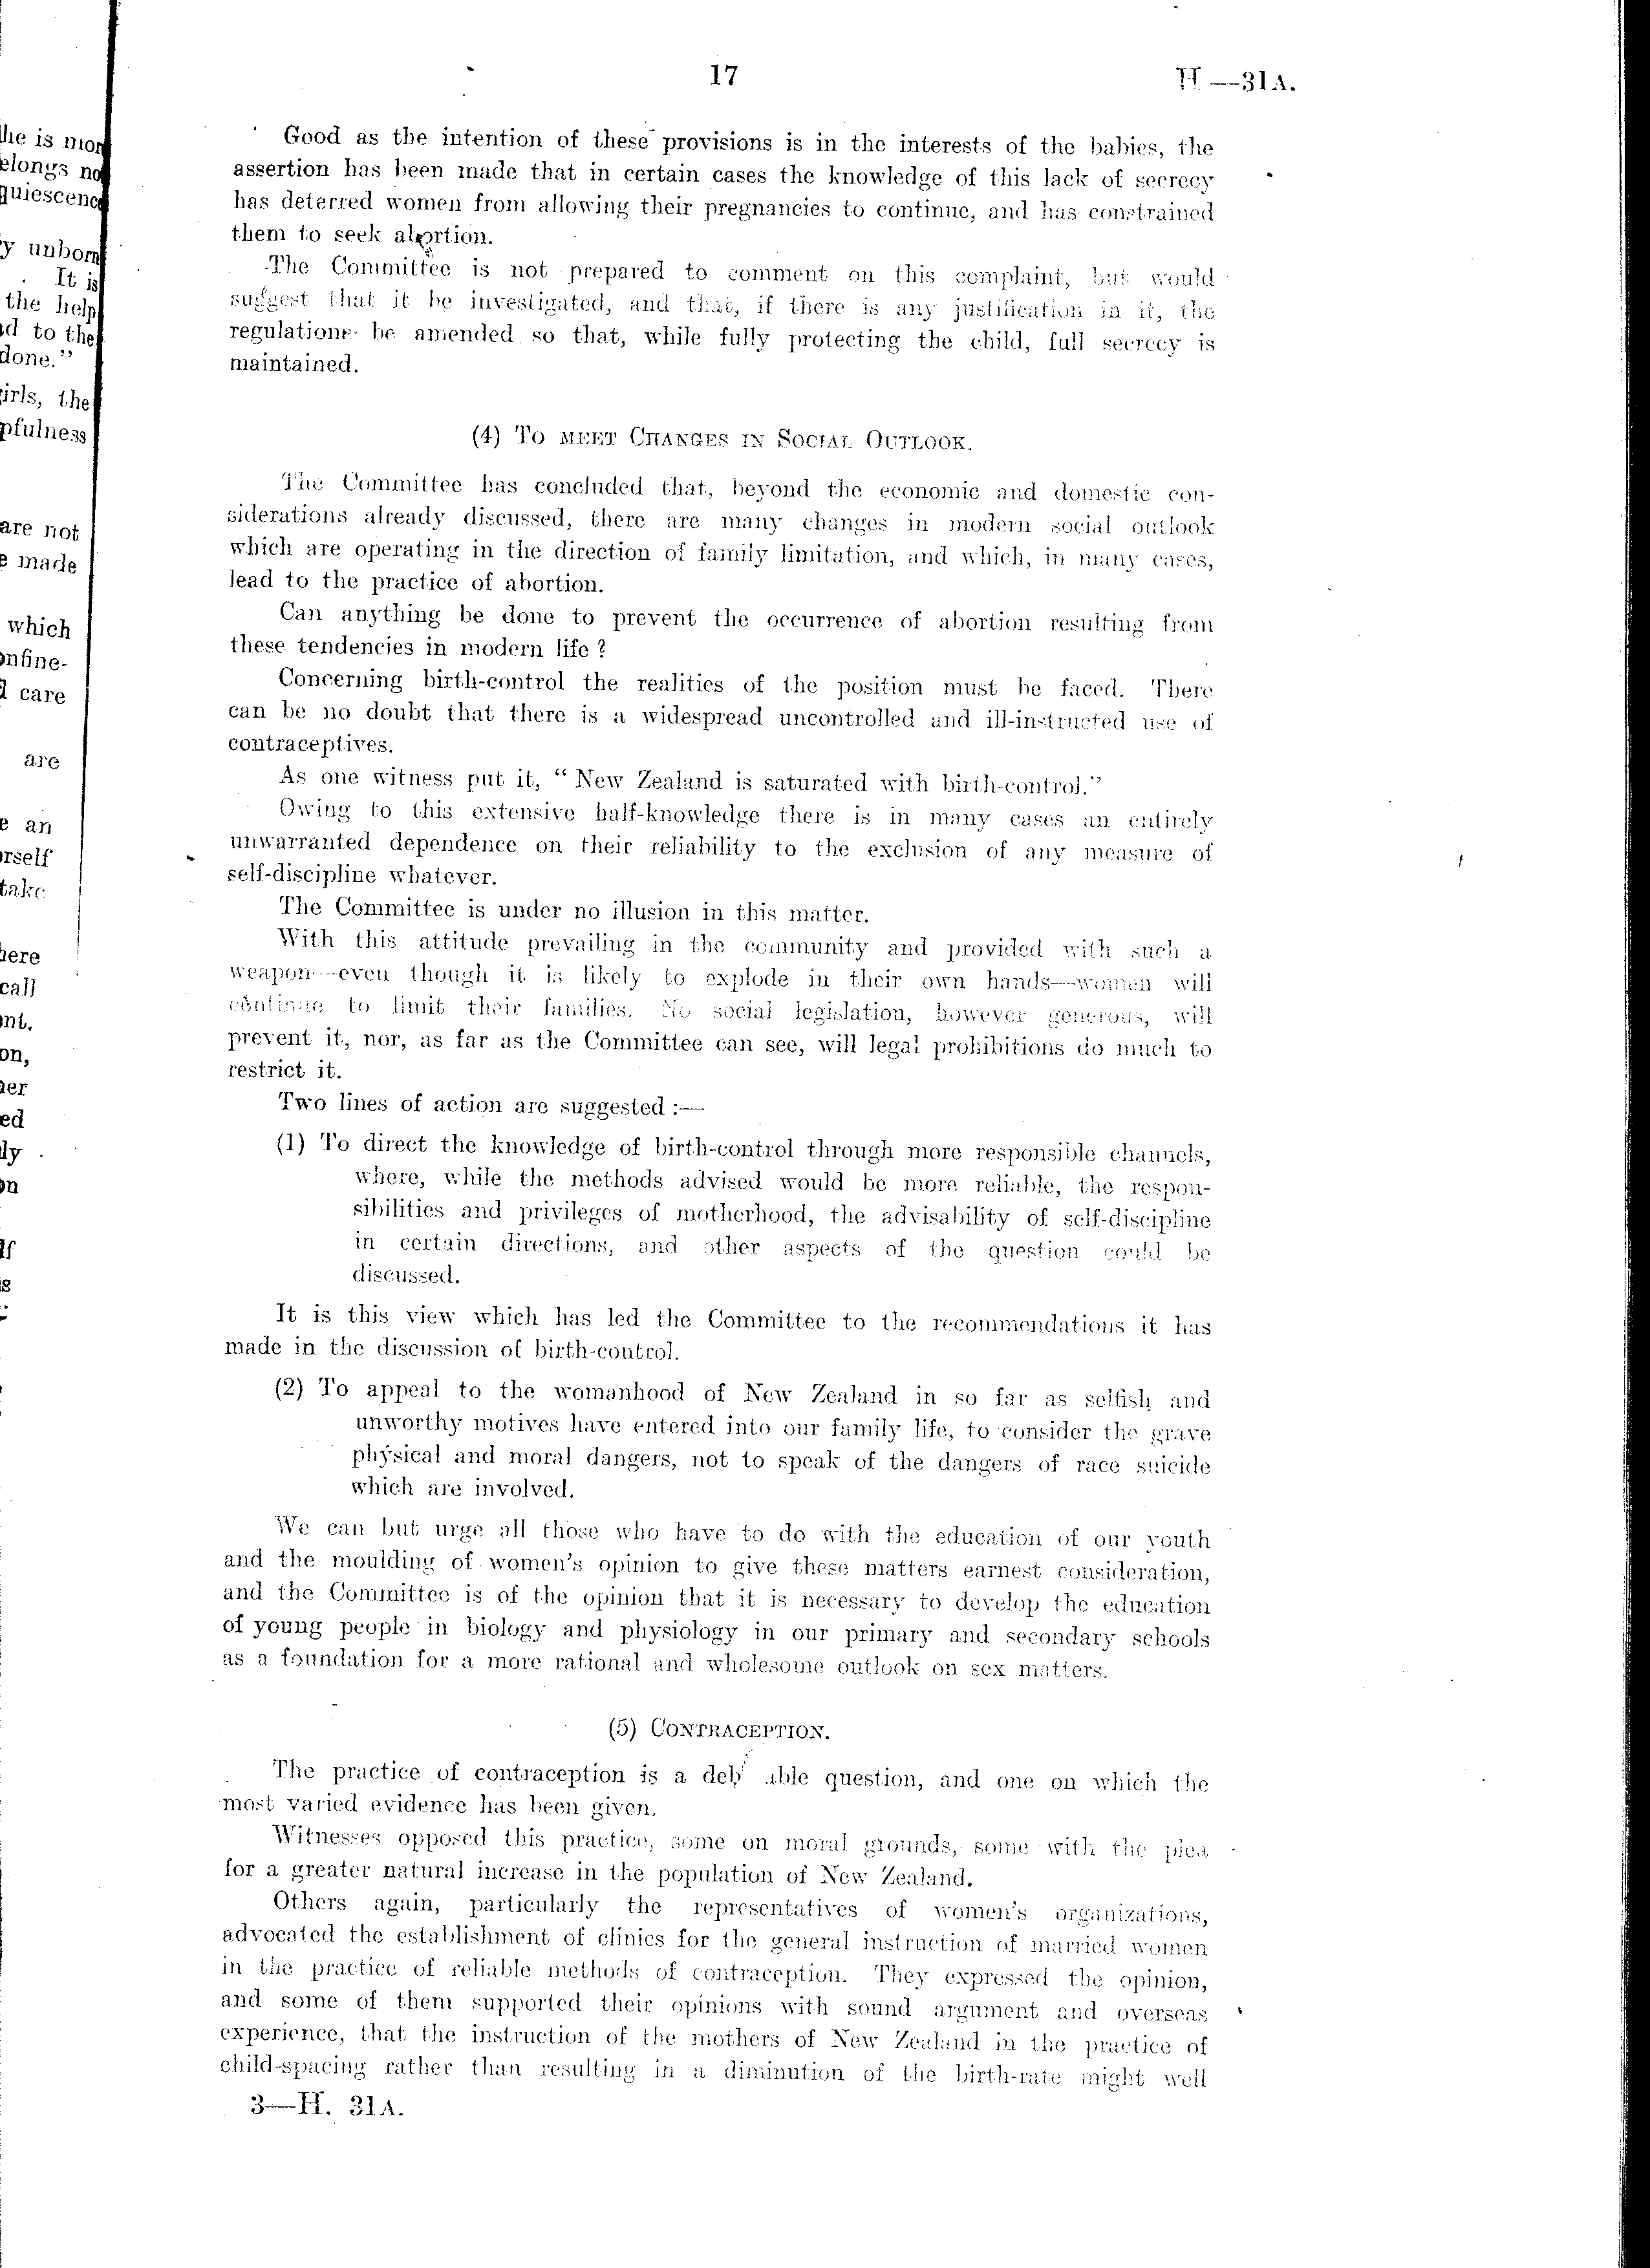 17
H.—31A.
Good as the intention of these provisions is in the interests of the babies, the
assertion has been made that in certain cases the knowledge of this lack of secrecy
has deterred women from allowing their pregnancies to continue, and has constrained
them to seek abortion.
The Committee is not prepared to comment on this complaint, but would
suggest that it be investigated, and that, if there is any justification in it, the
regulations be amended so that, while fully protecting the child, full secrecy is
maintained.
(4) To meet Changes in Social Outlook.
The Committee has concluded that, beyond the economic and domestic con-
siderations already discussed, there are many changes in modern social outlook
which are operating in the direction of family limitation, and which, in many cases,
lead to the practice of abortion.
Can anything be done to prevent the occurrence of abortion resulting from
these tendencies in modern life ?
Concerning birth-control the realities of the position must be faced. There
can be no doubt that there is a widespread uncontrolled and ill-instructed use of
contraceptives.
As one witness put it, “ New Zealand is saturated with birth-control.”
Owing to this extensive half-knowledge there is in many cases an entirely
unwarranted dependence on their reliability to the exclusion of any measure of
self-discipline whatever.
The Committee is under no illusion in this matter.
With this attitude prevailing in the community and provided with such a
weapon—even though it is likely to explode in their own hands—women will
continue to limit their families. No social legislation, however generous, will
prevent it, nor, as far as the Committee can see, will legal prohibitions do much to
restrict it.
Two lines of action are suggested :—
(1) To direct the knowledge of birth-control through more responsible channels,
where, while the methods advised would be more reliable, the respon-
sibilities and privileges of motherhood, the advisability of self-discipline
in certain directions, and other aspects of the question could be
discussed.
It is this view which has led the Committee to the recommendations it has
made in the discussion of birth-control.
(2) To appeal to the womanhood of New Zealand in so far as selfish and
unworthy motives have entered into our family life, to consider the grave
physical and moral dangers, not to speak of the dangers of race suicide
which are involved.
We can but urge all those who have to do with the education of our youth
and the moulding of women's opinion to give these matters earnest consideration,
and the Committee is of the opinion that it is necessary to develop the education
of young people in biology and physiology in our primary and secondary schools
as a foundation for a more rational and wholesome outlook on sex matters.
(5) Contraception.
The practice of contraception is a debatable question, and one on which the
most varied evidence has been given.
Witnesses opposed this practice, some on moral grounds, some with the plea
for a greater natural increase in the population of New Zealand.
Others again, particularly the representatives of women's organizations,
advocated the establishment of clinics for the general instruction of married women
in the practice of reliable methods of contraception. They expressed the opinion,
and some of them supported their opinions with sound argument and overseas
experience, that the instruction of the mothers of New Zealand in the practice of
child-spacing rather than resulting in a diminution of the birth-rate might well
3—H. 31A.